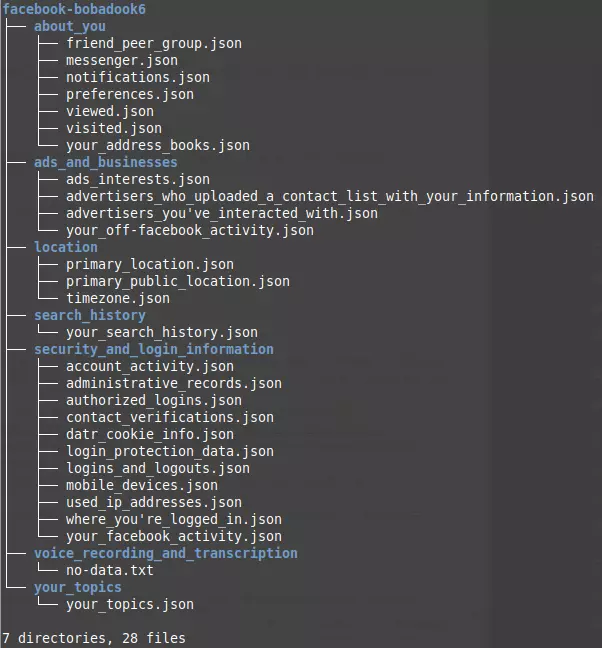 facebook-bobadook6
├── about_you
│   ├── friend_peer_group.json
│   ├── messenger.json
│   ├── notifications.json
│   ├── preferences.json
│   ├── viewed.json
│   ├── visited.json
│   └── your_address_books.json
├── ads_and_businesses
│   ├── ads_interests.json
│   ├── advertisers_who_uploaded_a_contact_list_with_your_information.json
│   ├── advertisers_you've_interacted_with.json
│   └── your_off-facebook_activity.json
├── location
│   ├── primary_location.json
│   ├── primary_public_location.json
│   └── timezone.json
├── search_history
│   └── your_search_history.json
├── security_and_login_information
│   ├── account_activity.json
│   ├── administrative_records.json
│   ├── authorized_logins.json
│   ├── contact_verifications.json
│   ├── datr_cookie_info.json
│   ├── login_protection_data.json
│   ├── logins_and_logouts.json
│   ├── mobile_devices.json
│   ├── used_ip_addresses.json
│   ├── where_you're_logged_in.json
│   └── your_facebook_activity.json
├── voice_recording_and_transcription
│   └── no-data.txt
└── your_topics
    └── your_topics.json
7 directories, 28 files